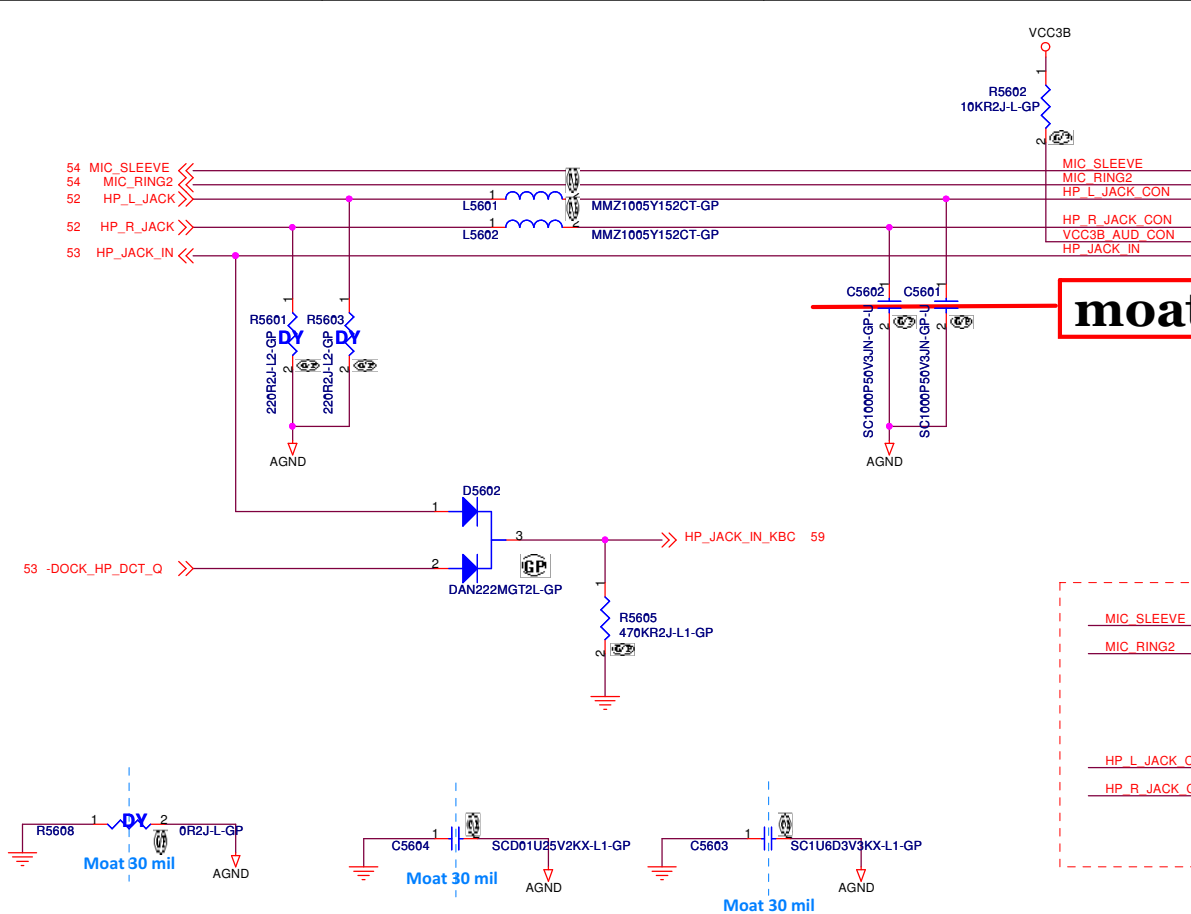 VCC3B
1
R5602
10KR2J-L-GP
2
54 MIC_SLEEVE
54 MIC_RING2
52 HP_L_JACK
52 HP_R_JACK
53 HP_JACK_IN
1
L5601
MMZ1005Y152CT-GP
1
L5602
MMZ1005Y152CT-GP
MIC_SLEEVE
MIC_RING2
HP_L_JACK_CON
HP_R_JACK_CON
VCC3B_AUD_CON
HP_JACK_IN
1
R5601
DY
220R2J-L2-GP
2
1
R5603
DY
220R2J-L2-GP
2
AGND
C5602
1
2
SC1000P50V3JN-GP-U
C5601
1
2
SC1000P50V3JN-GP-U
AGND
moat
D5602
1
3
2
GP
DAN222MGT2L-GP
53 -DOCK_HP_DCT_Q
HP_JACK_IN_KBC 59
1
R5605
470KR2J-L1-GP
2
MIC_SLEEVE
MIC_RING2
HP_L_JACK_C
HP_R_JACK_C
1 DY 2
R5608 0R2J-L-GP
Moat 30 mil
AGND
1
C5604 SCD01U25V2KX-L1-GP
Moat 30 mil
AGND
1
C5603 SC1U6D3V3KX-L1-GP
AGND
Moat 30 mil